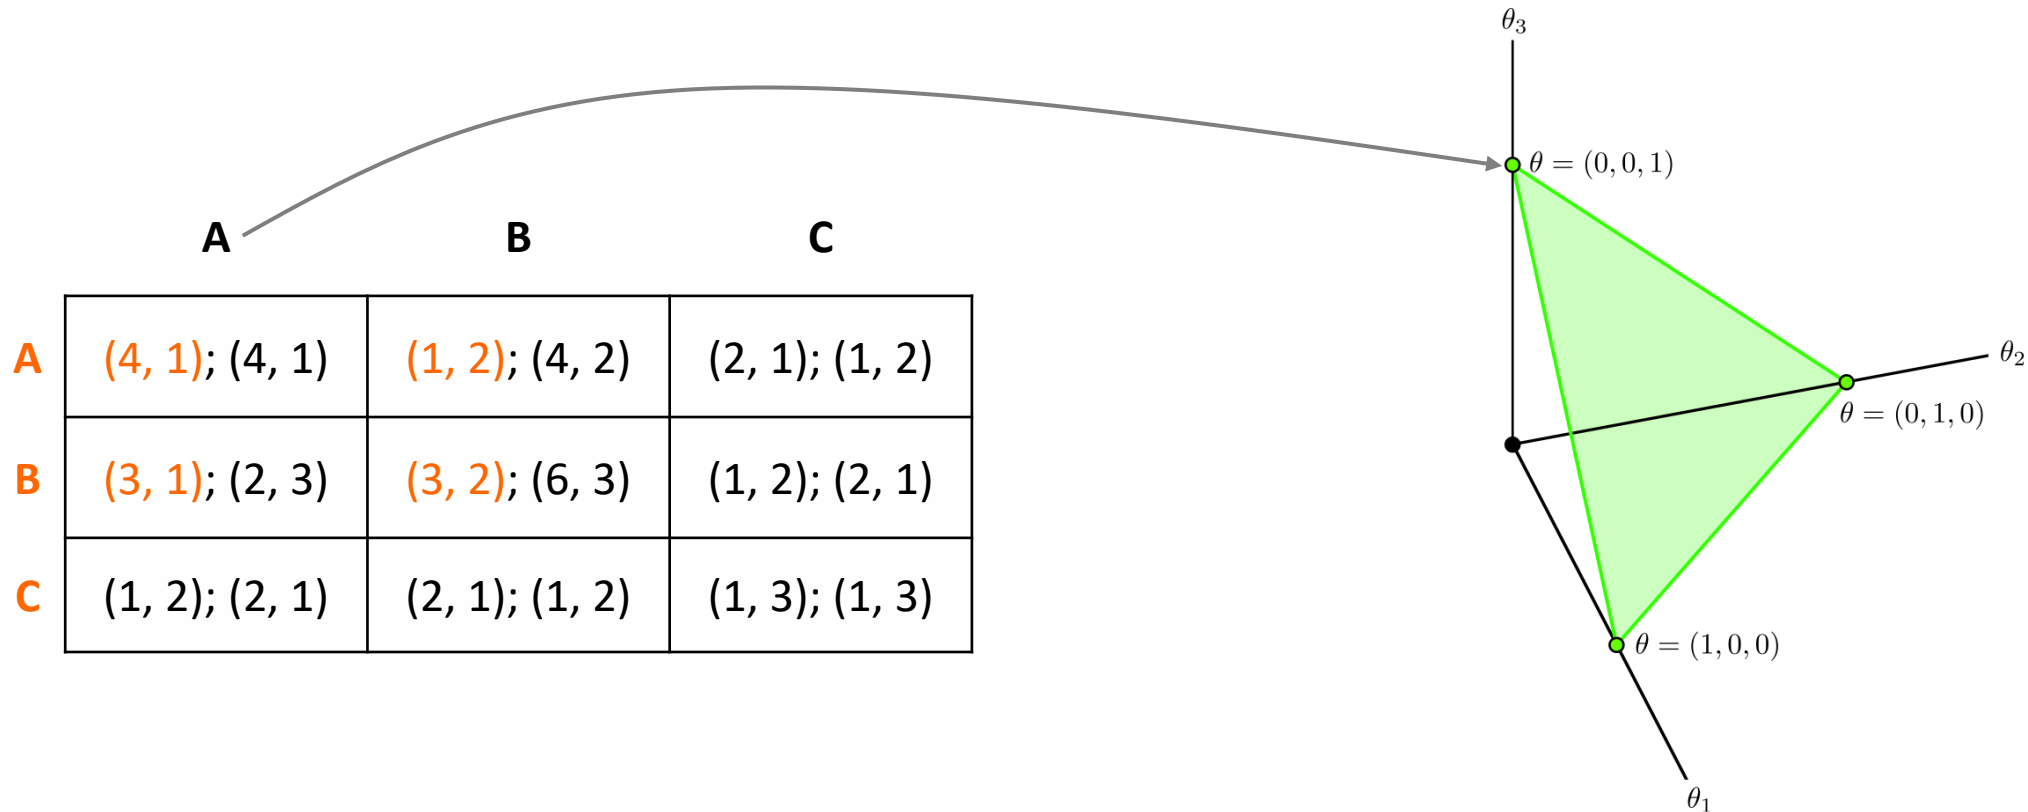 θ₃
θ = (0, 0, 1)
A B C
A (4, 1); (4, 1) (1, 2); (4, 2) (2, 1); (1, 2)
θ₂
θ = (0, 1, 0)
B (3, 1); (2, 3) (3, 2); (6, 3) (1, 2); (2, 1)
C (1, 2); (2, 1) (2, 1); (1, 2) (1, 3); (1, 3)
θ = (1, 0, 0)
θ₁